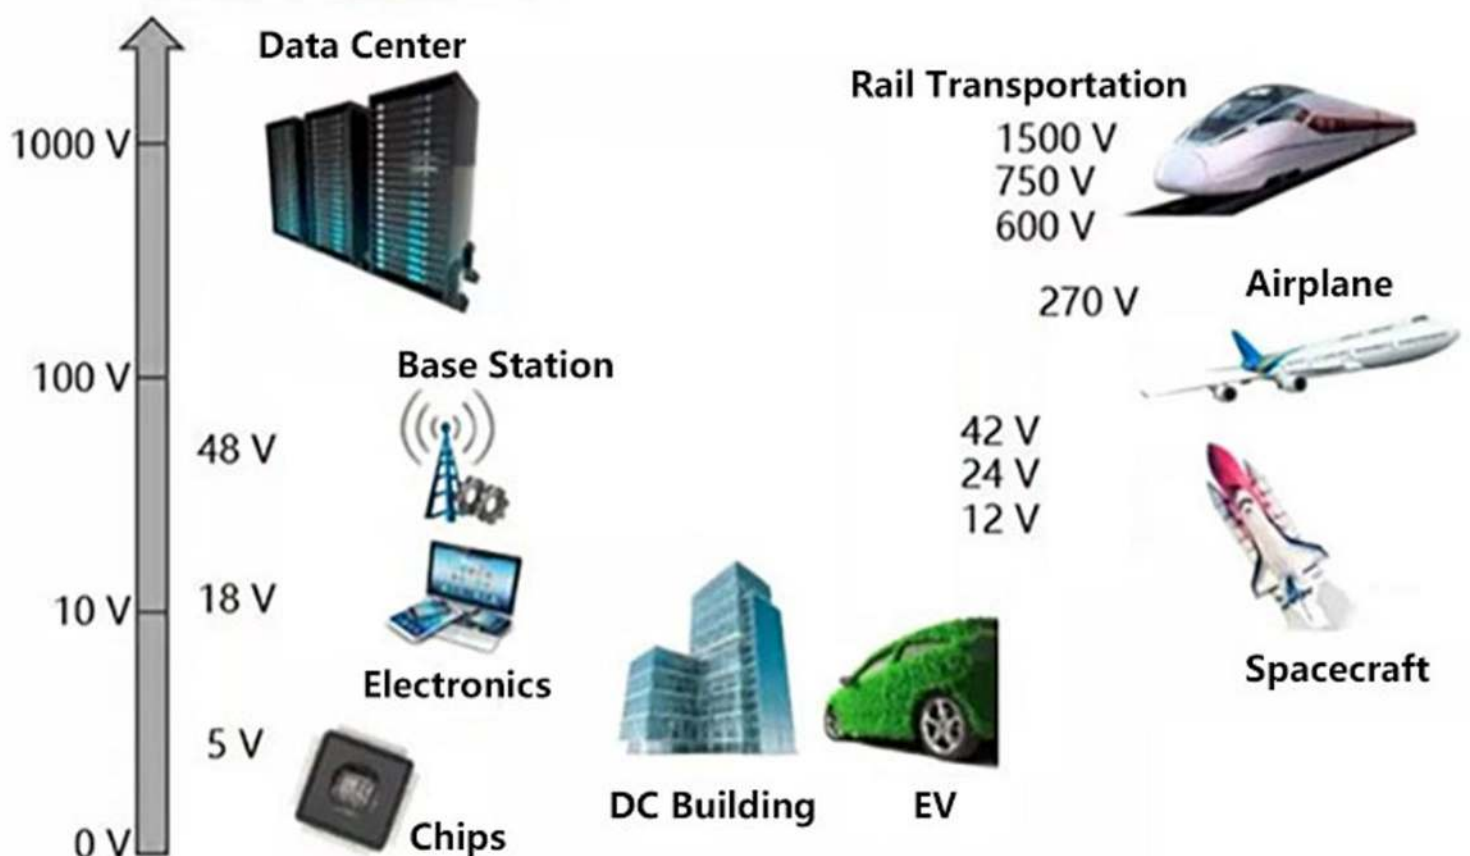 Data Center
Rail Transportation
1000 V
1500 V
750 V
600 V
Airplane
270 V
Base Station
100 V
48 V
42 V
24 V
12 V
10 V
18 V
Electronics
Spacecraft
5 V
DC Building
EV
Chips
0 V